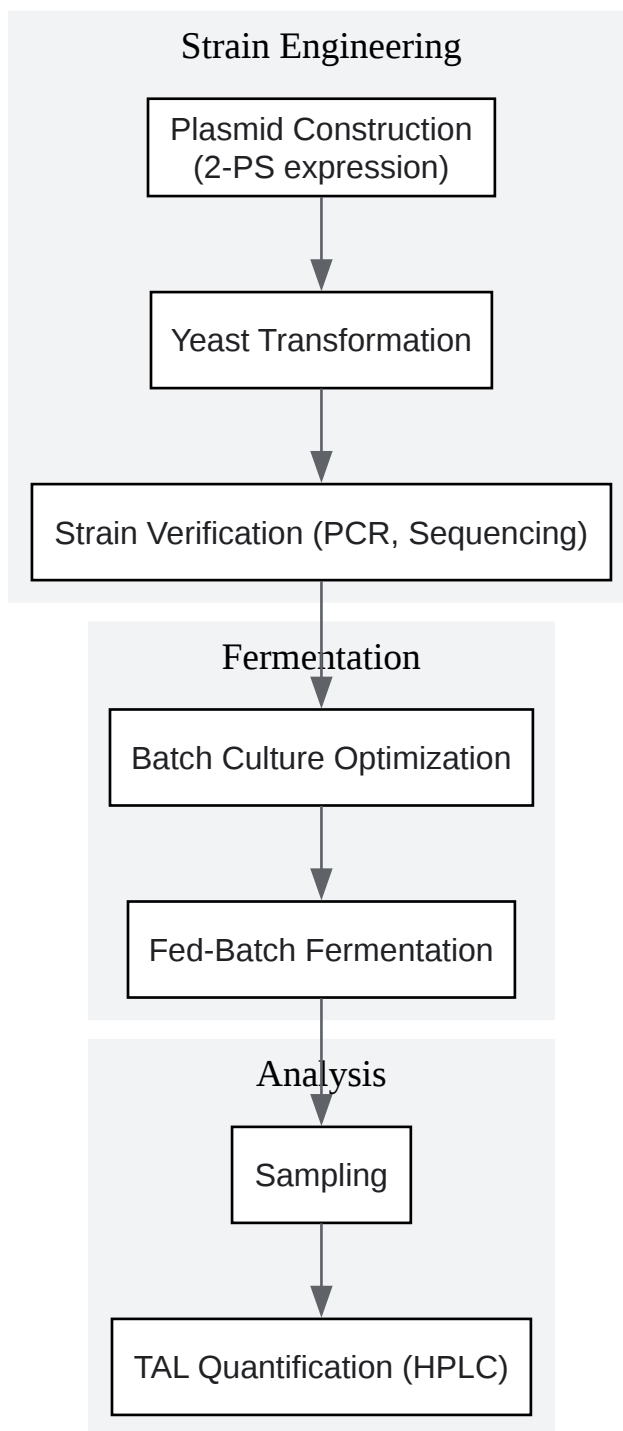 Strain Engineering
Plasmid Construction
(2-PS expression)
Yeast Transformation
Strain Verification (PCR, Sequencing)
Fermentation
Batch Culture Optimization
Fed-Batch Fermentation
Analysis
Sampling
TAL Quantification (HPLC)